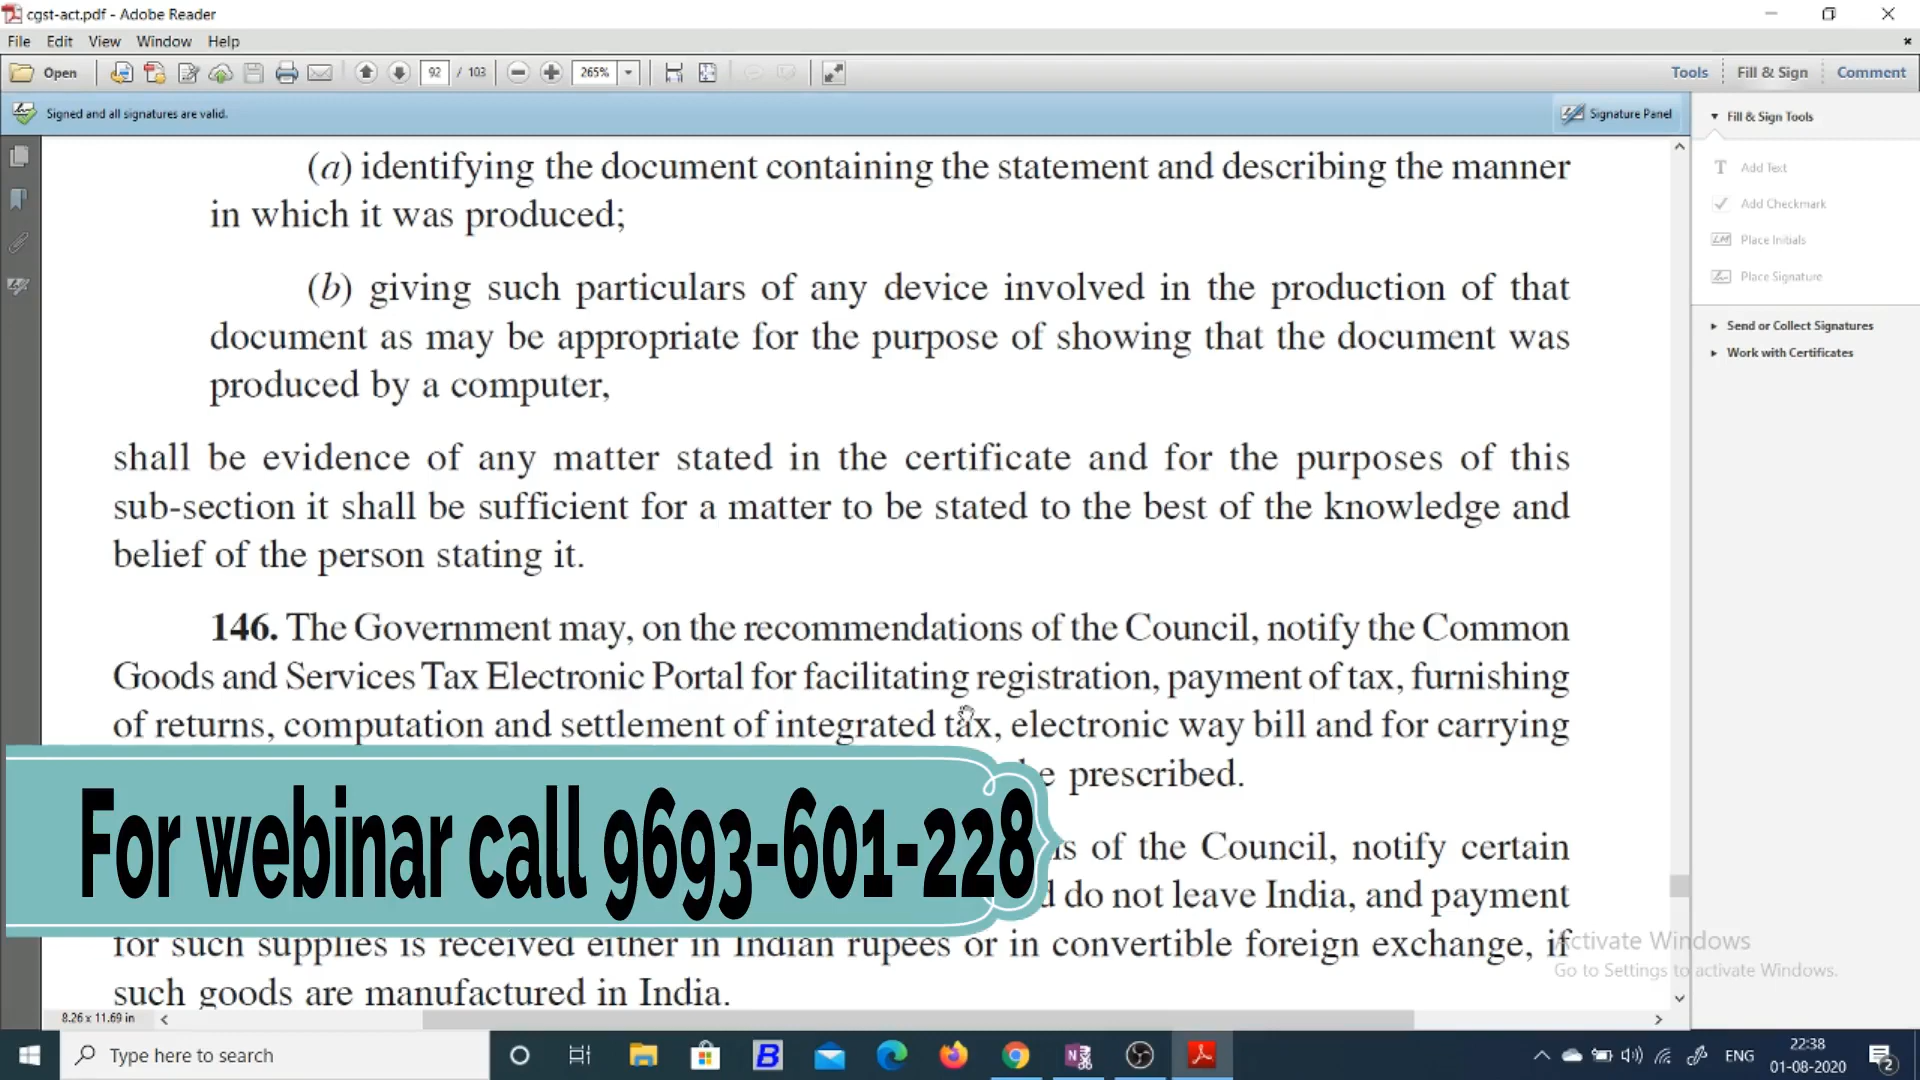 cgst-act.pdf - Adobe Reader
File Edit View Window Help
Open 92 / 103 265% Tools Fill & Sign Comment
Signed and all signatures are valid. Signature Panel
Fill & Sign Tools
Add Text
Add Checkmark
Place Initials
Place Signature
Send or Collect Signatures
Work with Certificates
(a) identifying the document containing the statement and describing the manner
in which it was produced;
(b) giving such particulars of any device involved in the production of that
document as may be appropriate for the purpose of showing that the document was
produced by a computer,
shall be evidence of any matter stated in the certificate and for the purposes of this
sub-section it shall be sufficient for a matter to be stated to the best of the knowledge and
belief of the person stating it.
146. The Government may, on the recommendations of the Council, notify the Common
Goods and Services Tax Electronic Portal for facilitating registration, payment of tax, furnishing
of returns, computation and settlement of integrated tax, electronic way bill and for carrying
prescribed.
For webinar call 9693-601-228
of the Council, notify certain
do not leave India, and payment
for such supplies is received either in Indian rupees or in convertible foreign exchange, if
such goods are manufactured in India.
Activate Windows
Go to Settings to activate Windows.
8.26 x 11.69 in
Type here to search
ENG
22:38
01-08-2020
2